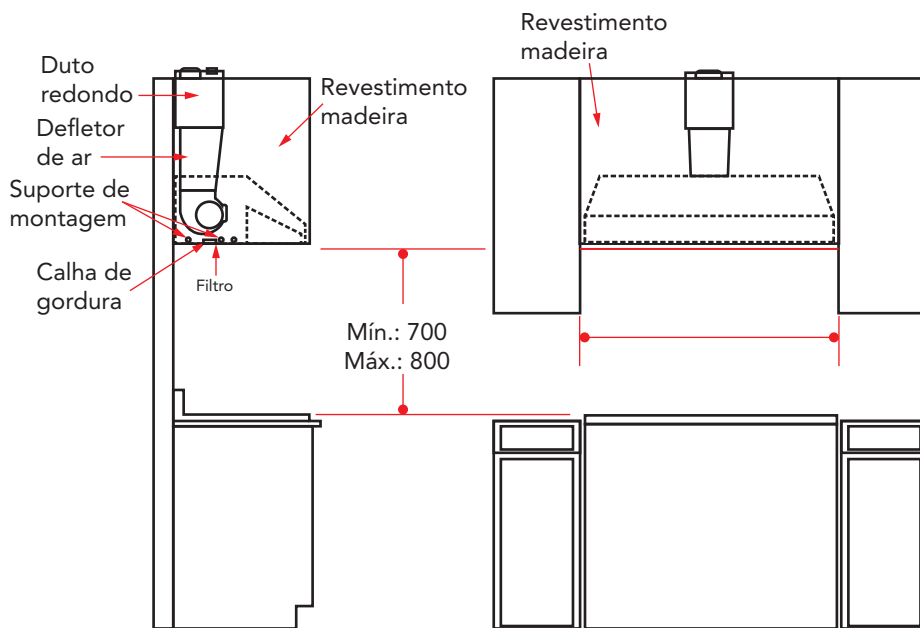 Duto
redondo
Defletor
de ar
Suporte de
montagem
Calha de
gordura
Filtro
Revestimento
madeira
Mín.: 700
Máx.: 800
Revestimento
madeira